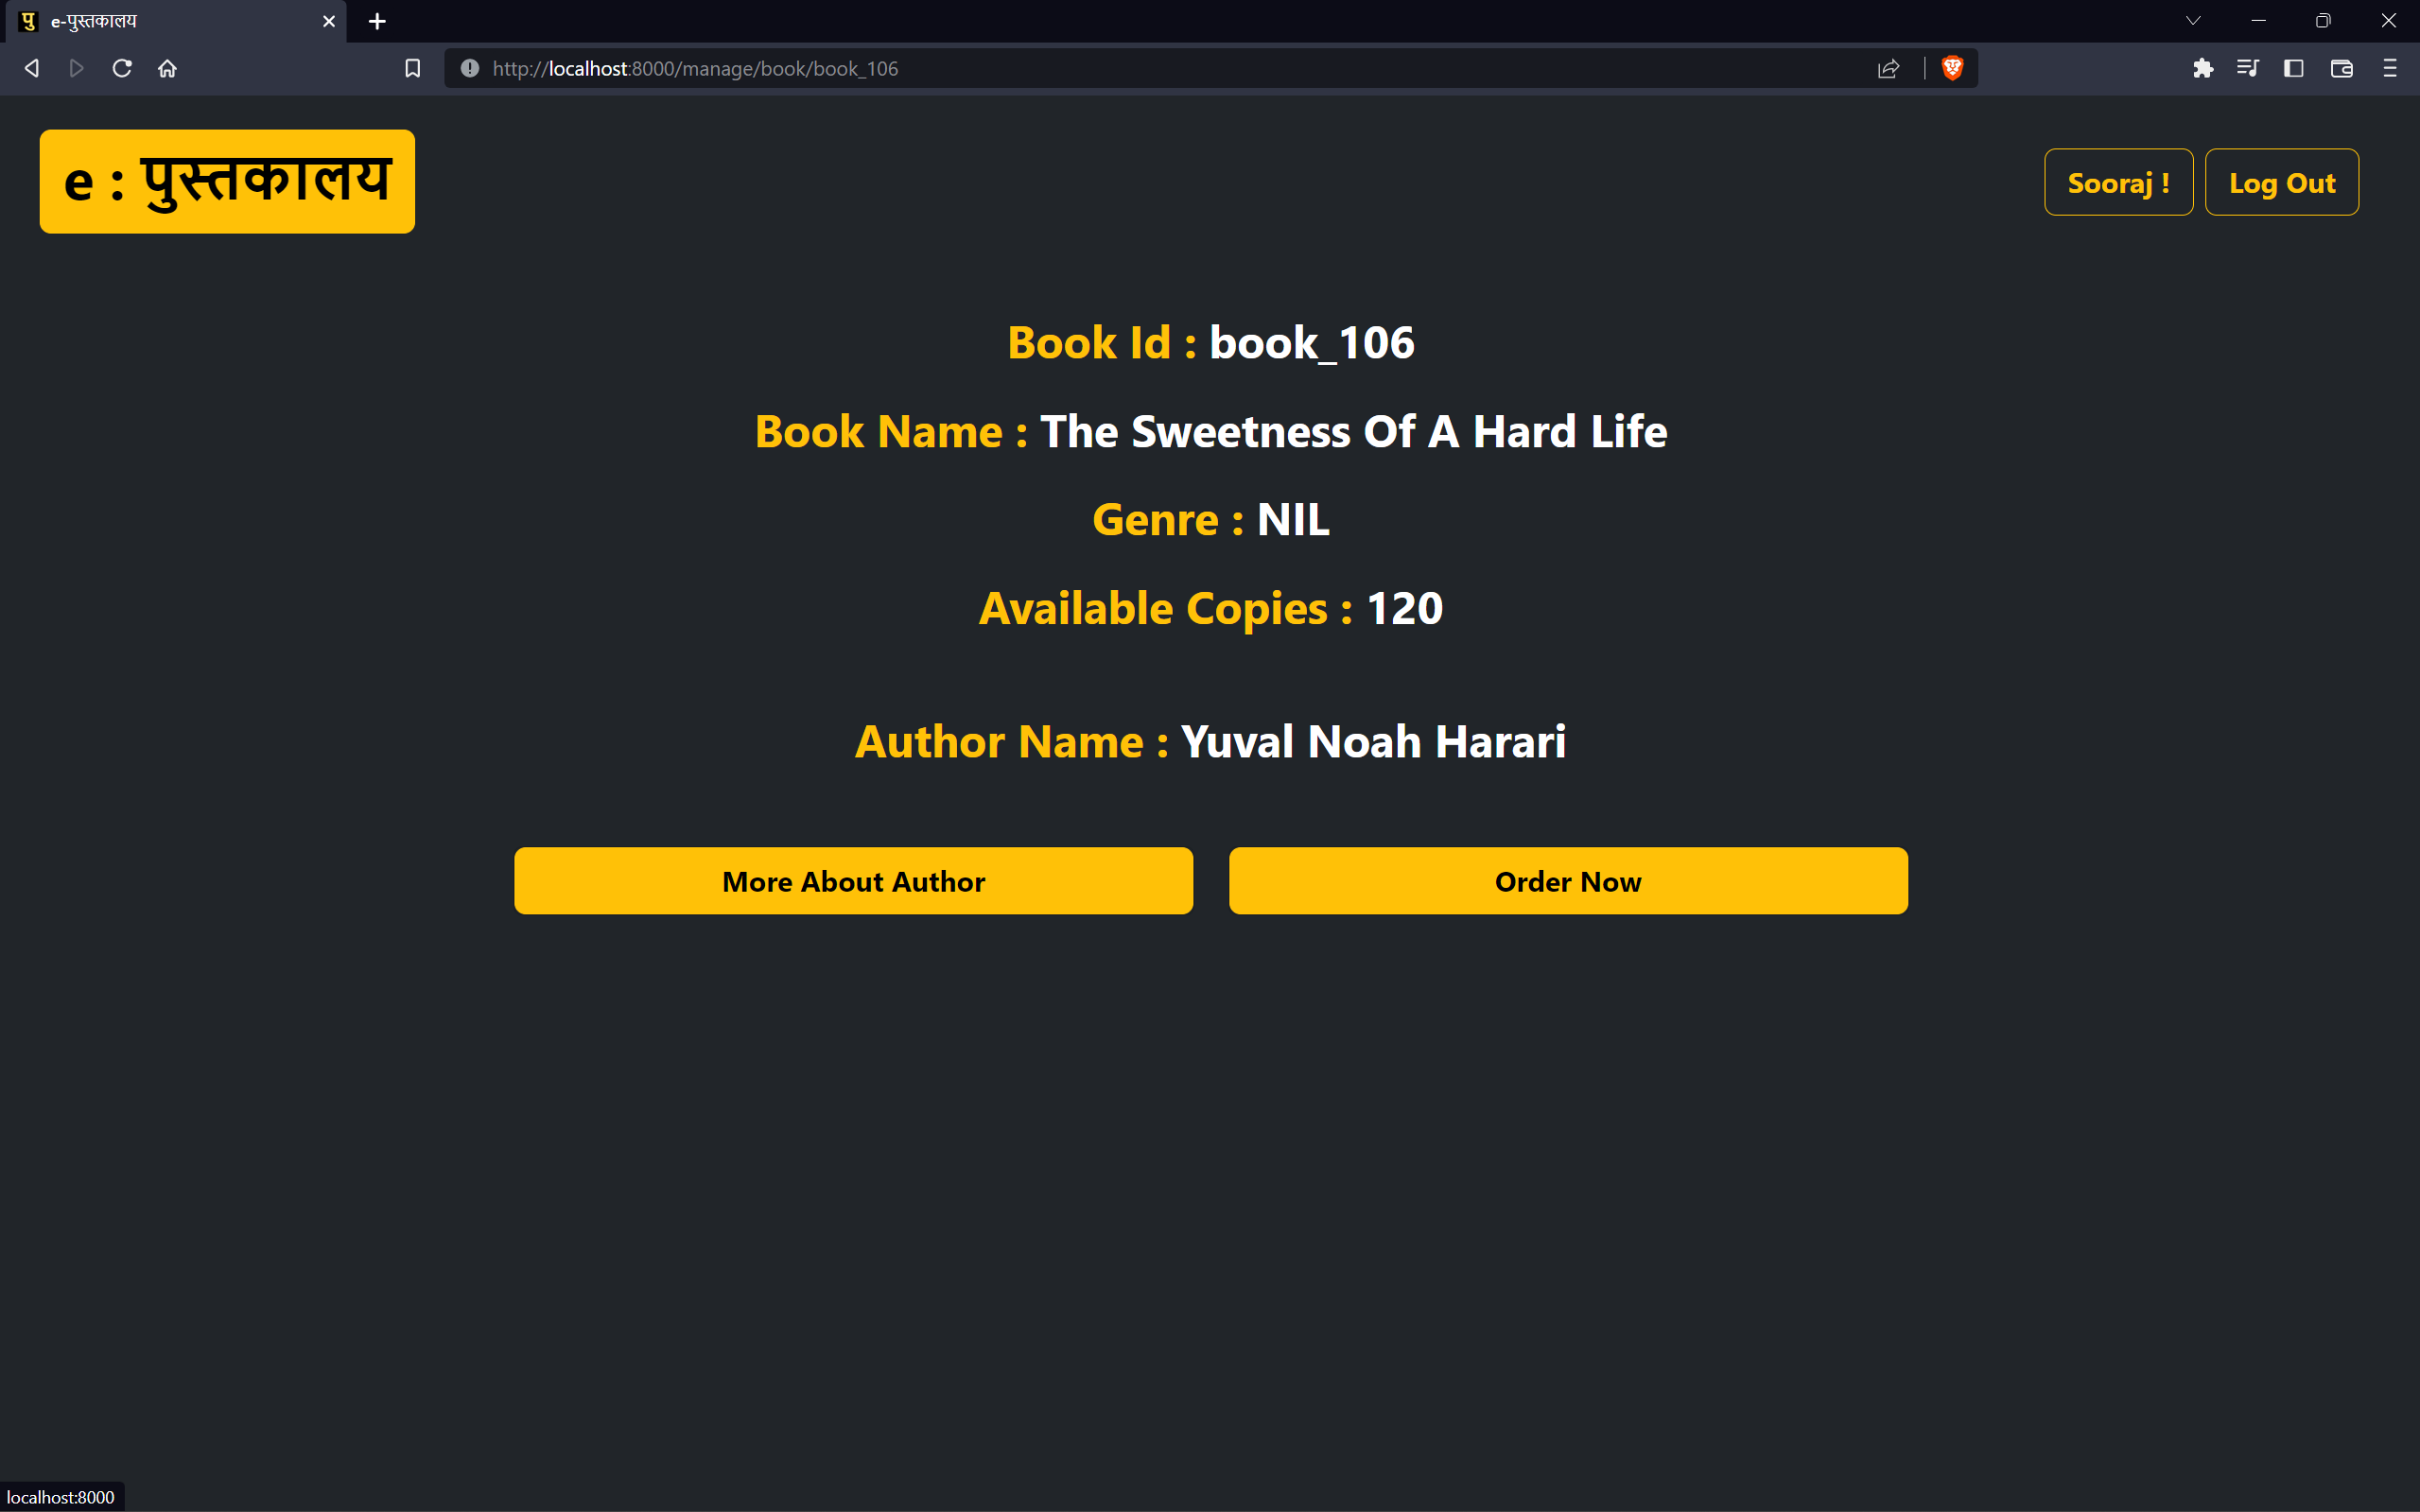 पु e-पुस्तकालय
http://localhost:8000/manage/book/book_106
e : पुस्तकालय
Sooraj !
Log Out
Book Id : book_106
Book Name : The Sweetness Of A Hard Life
Genre : NIL
Available Copies : 120
Author Name : Yuval Noah Harari
More About Author
Order Now
localhost:8000